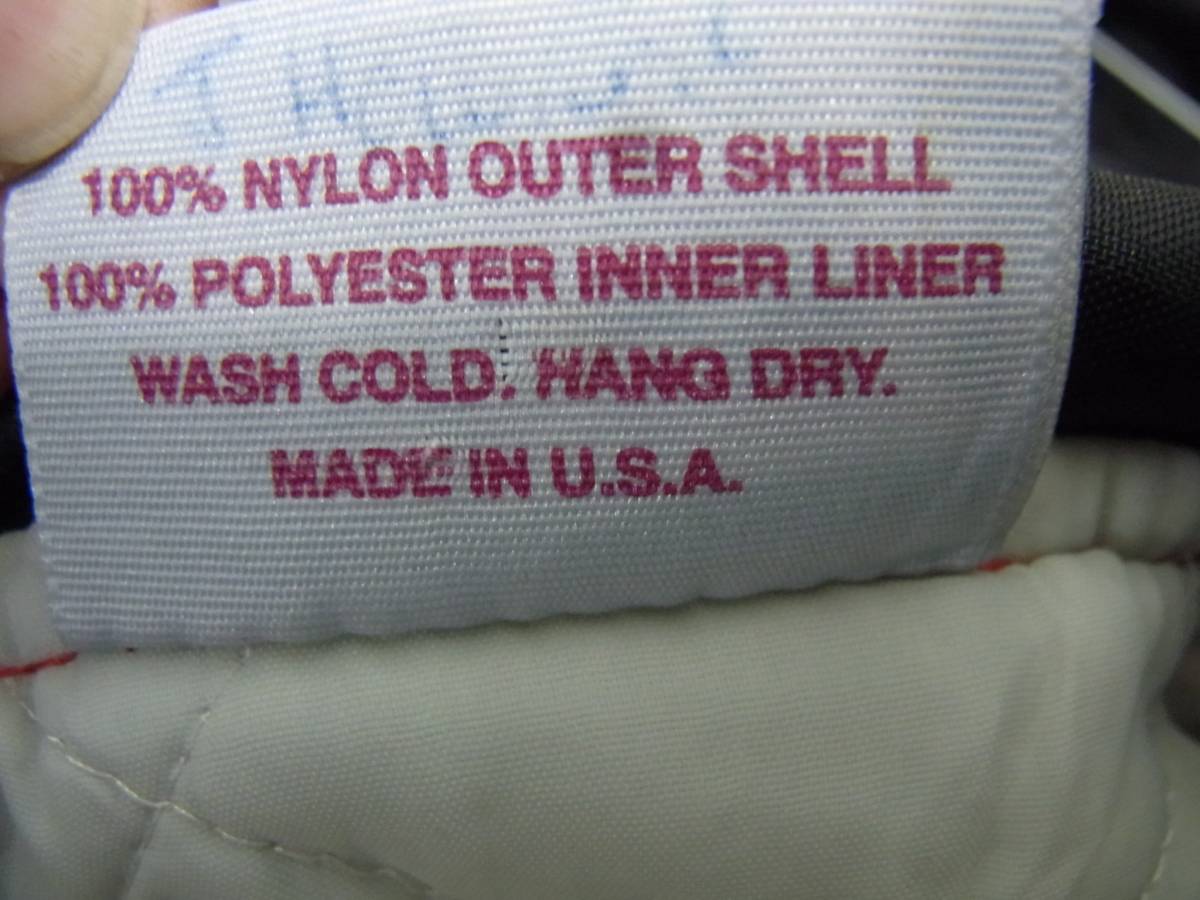 100% NYLON OUTER SHELL
100% POLYESTER INNER LINER
WASH COLD. HANG DRY.
MADE IN U.S.A.